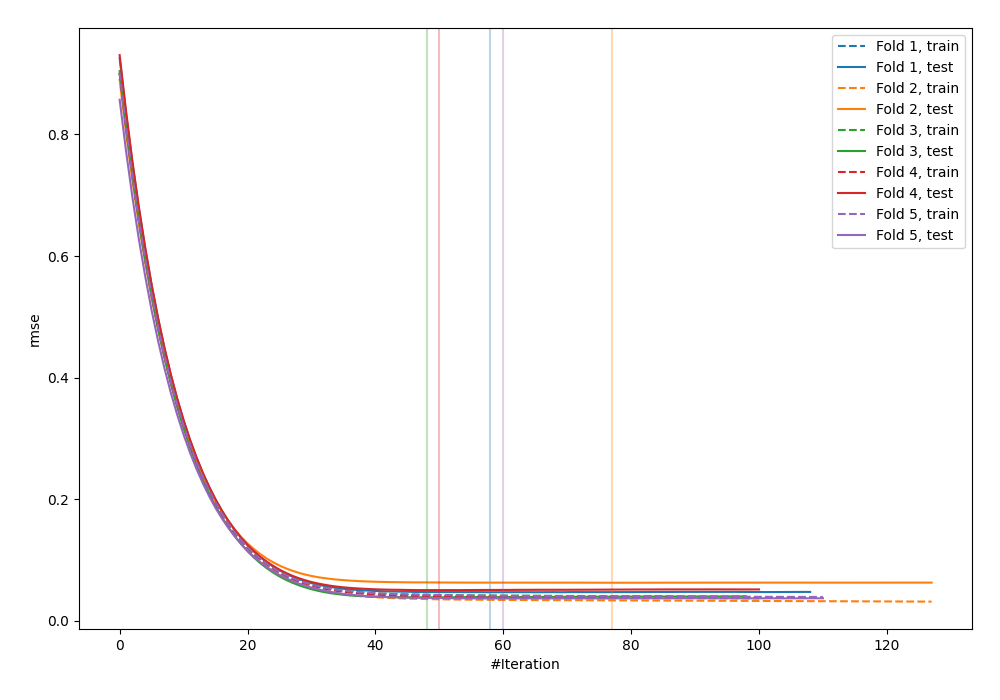 Fold 1, train
Fold 1, test
Fold 2, train
Fold 2, test
Fold 3, train
Fold 3, test
Fold 4, train
Fold 4, test
Fold 5, train
Fold 5, test
rmse
0.8
0.6
0.4
0.2
0.0
0 20 40 60 80 100 120
#Iteration